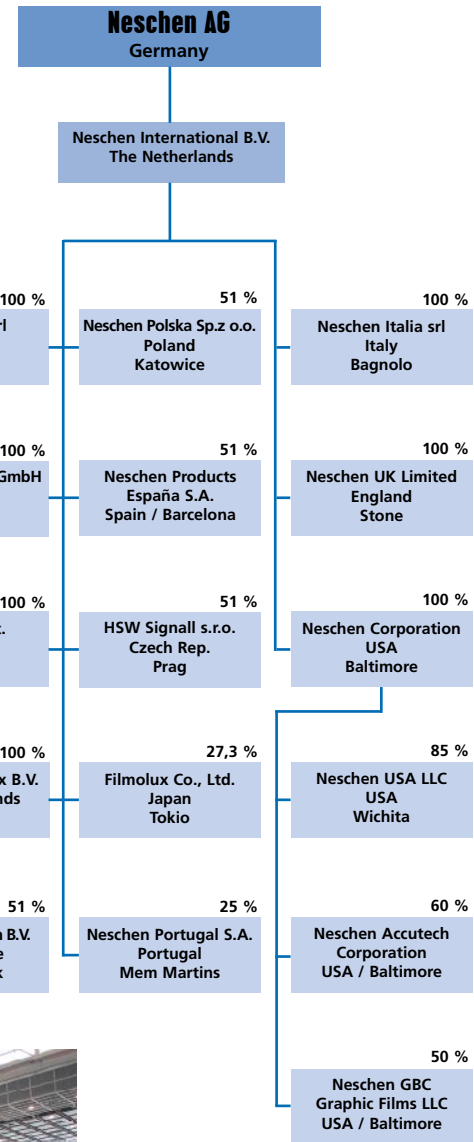 Neschen AG
Germany
Neschen International B.V.
The Netherlands
100 %
100 %
GmbH
100 %
100 %
B.V.
51 %
B.V.
51 %
Neschen Polska Sp.z o.o.
Poland
Katowice
51 %
Neschen Products
España S.A.
Spain / Barcelona
51 %
HSW Signall s.r.o.
Czech Rep.
Prag
27,3 %
Filmolux Co., Ltd.
Japan
Tokio
25 %
Neschen Portugal S.A.
Portugal
Mem Martins
100 %
Neschen Italia srl
Italy
Bagnolo
100 %
Neschen UK Limited
England
Stone
100 %
Neschen Corporation
USA
Baltimore
85 %
Neschen USA LLC
USA
Wichita
60 %
Neschen Accutech
Corporation
USA / Baltimore
50 %
Neschen GBC
Graphic Films LLC
USA / Baltimore